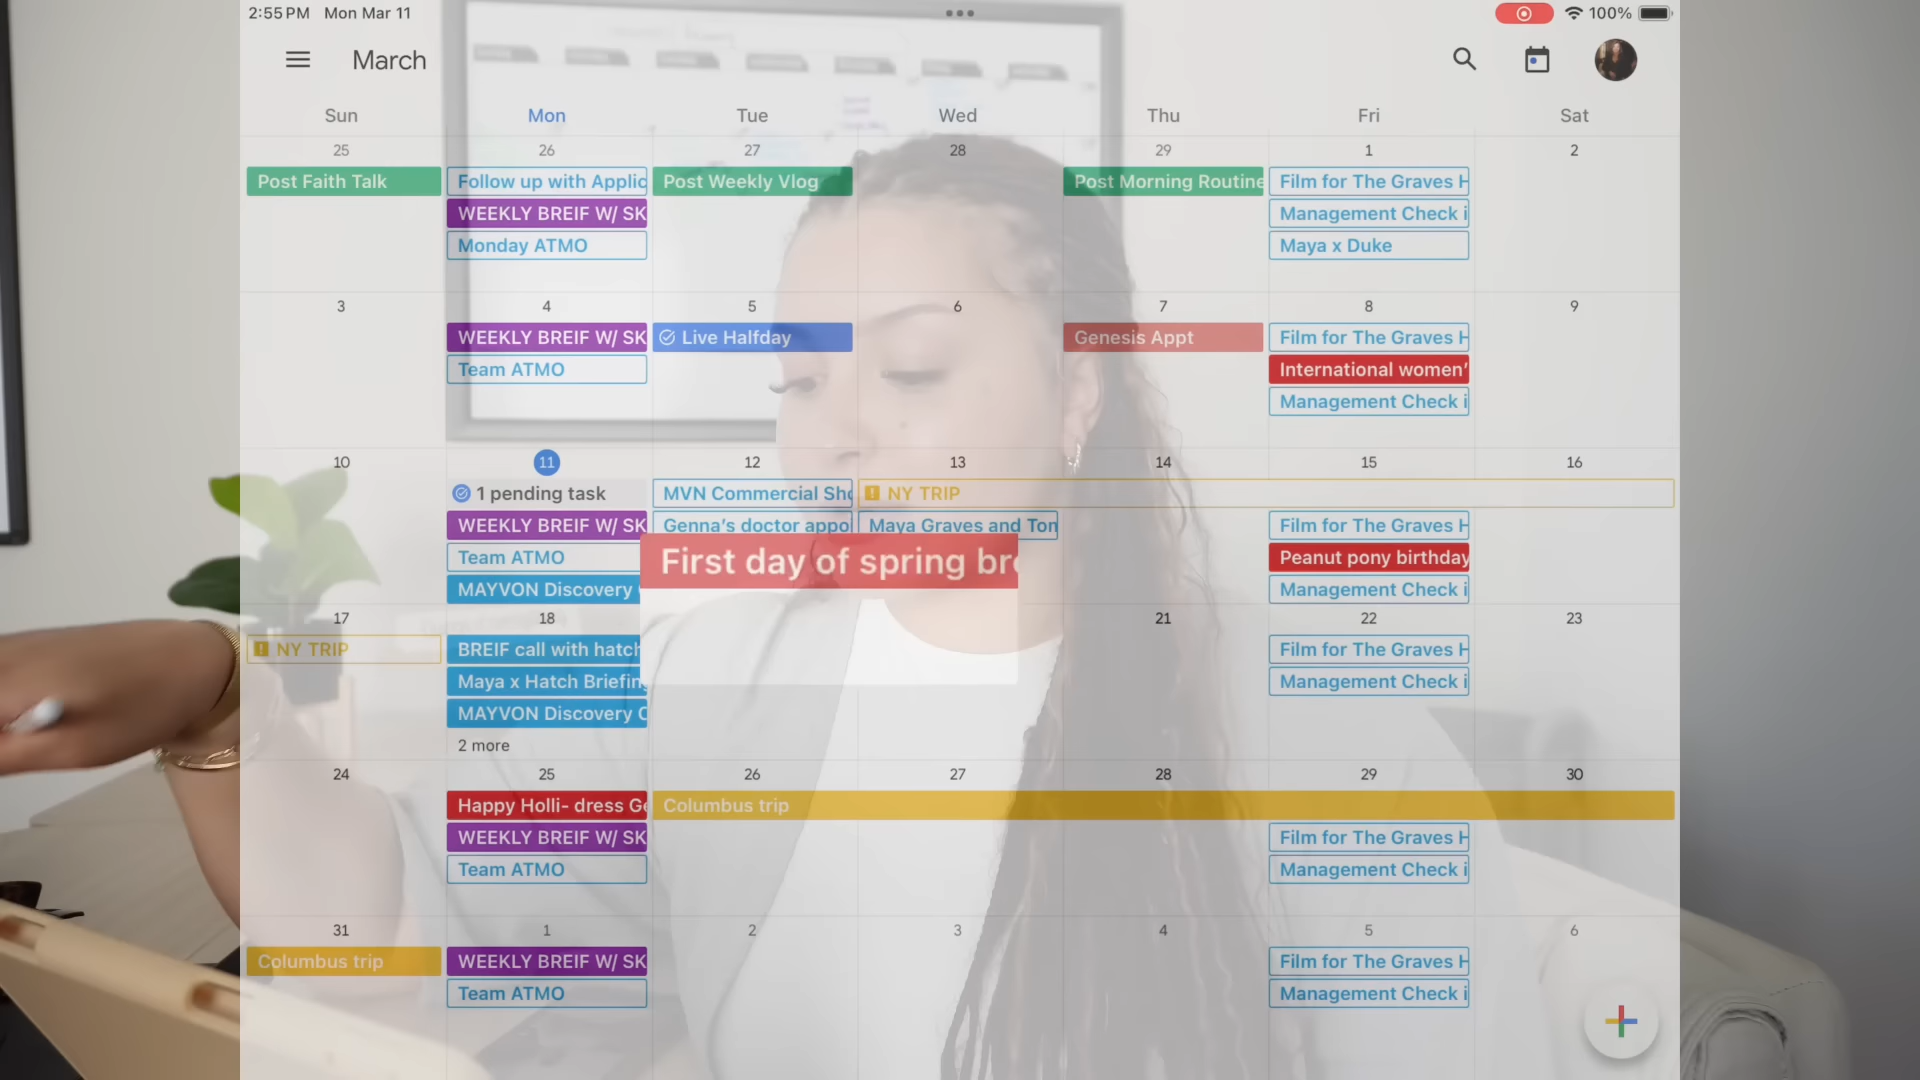 2:55 PM Mon Mar 11
100%
March
Sun Mon Tue Wed Thu Fri Sat
25 26 27 28 29 1 2
Post Faith Talk Follow up with Applic Post Weekly Vlog Post Morning Routine Film for The Graves H
WEEKLY BREIF W/ SK Management Check i
Monday ATMO Maya x Duke
3 4 5 6 7 8 9
WEEKLY BREIF W/ SK Live Halfday Genesis Appt Film for The Graves H
Team ATMO International women'
Management Check i
10 11 12 13 14 15 16
1 pending task MVN Commercial Sho NY TRIP
WEEKLY BREIF W/ SK Genna's doctor appo Maya Graves and Tom Film for The Graves H
Team ATMO First day of spring bre Peanut pony birthday
MAYVON Discovery Management Check i
17 18 21 22 23
NY TRIP BREIF call with hatch Film for The Graves H
Maya x Hatch Briefin Management Check i
MAYVON Discovery C
2 more
24 25 26 27 28 29 30
Happy Holli- dress Ge Columbus trip
WEEKLY BREIF W/ SK Film for The Graves H
Team ATMO Management Check i
31 1 2 3 4 5 6
Columbus trip WEEKLY BREIF W/ SK Film for The Graves H
Team ATMO Management Check i